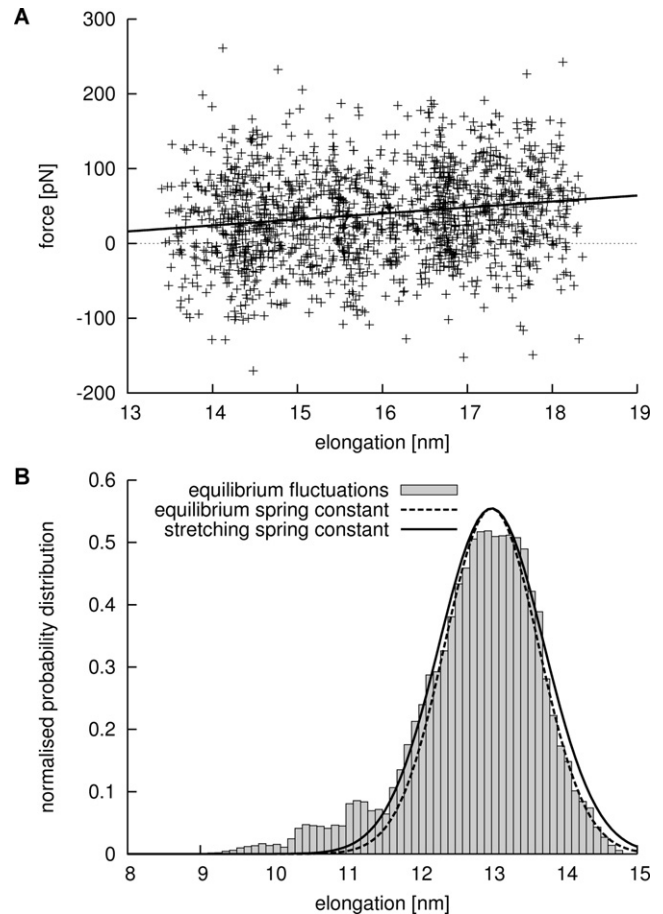 A
300
200
100
0
-100
-200
force [pN]
13 14 15 16 17 18 19
elongation [nm]
B
0.6
0.5
0.4
0.3
0.2
0.1
0
normalised probability distribution
equilibrium fluctuations
equilibrium spring constant
stretching spring constant
8 9 10 11 12 13 14 15
elongation [nm]